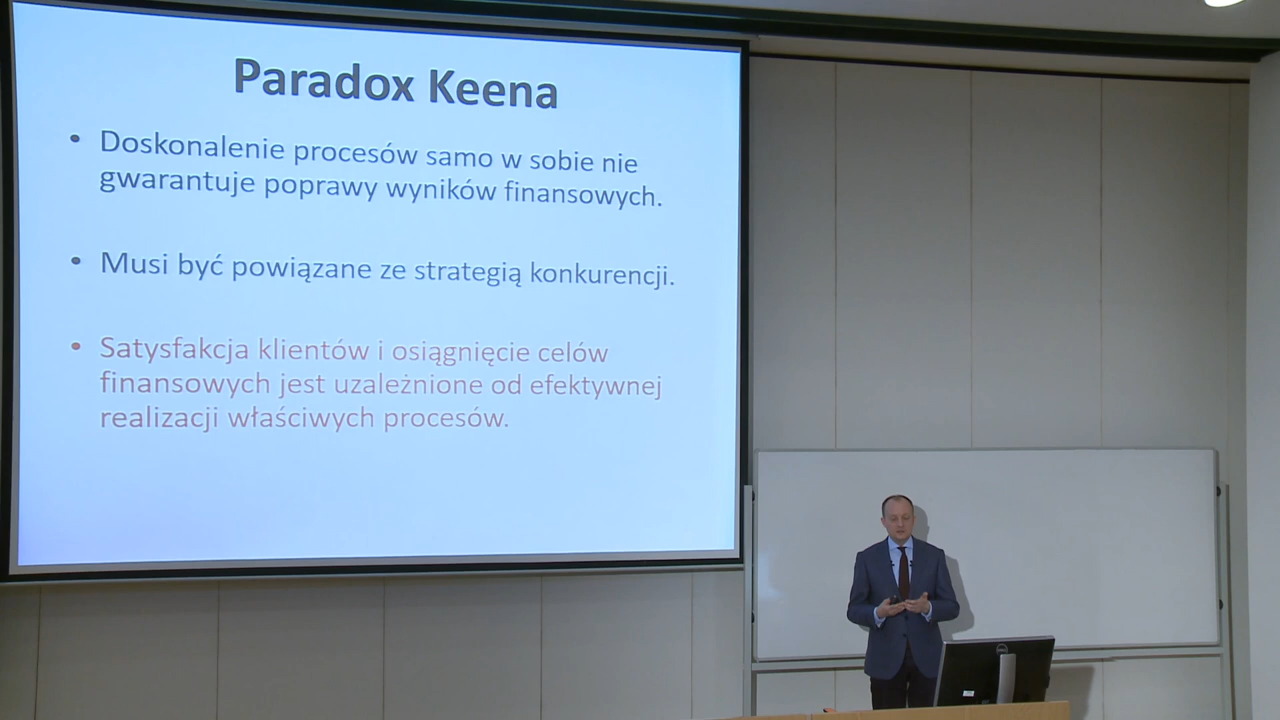 Paradox Keena
• Doskonalenie procesów samo w sobie nie
gwarantuje poprawy wyników finansowych.
• Musi być powiązane ze strategią konkurencji.
• Satysfakcja klientów i osiągnięcie celów
finansowych jest uzależnione od efektywnej
realizacji właściwych procesów.
DELL